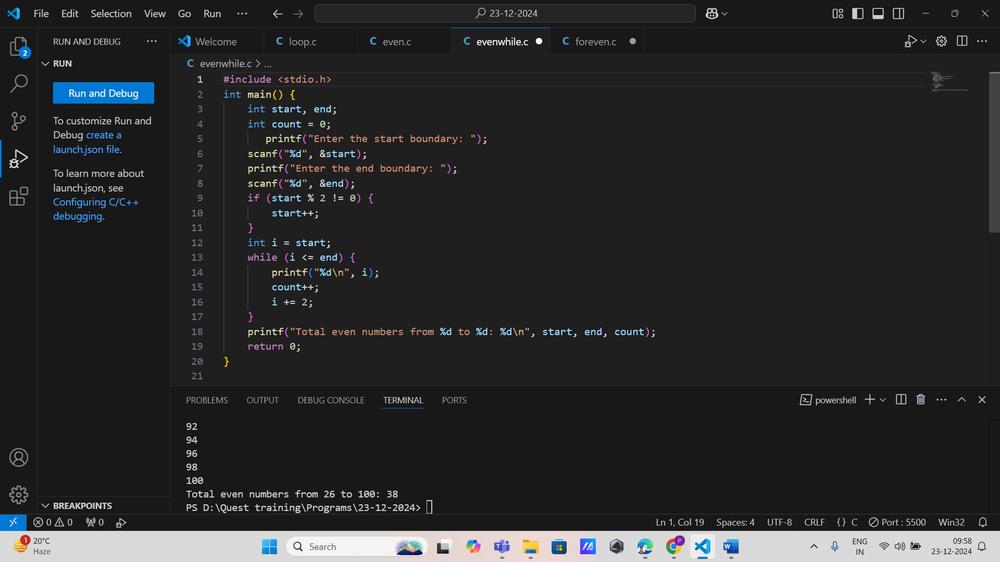 File Edit Selection View Go Run ... 23-12-2024
RUN AND DEBUG ...
RUN
Run and Debug
To customize Run and
Debug create a
launch.json file.
To learn more about
launch.json, see
Configuring C/C++
debugging.
BREAKPOINTS
2
Welcome loop.c even.c evenwhile.c foreven.c
C evenwhile.c > ...
1 #include <stdio.h>
2 int main() {
3 int start, end;
4 int count = 0;
5 printf("Enter the start boundary: ");
6 scanf("%d", &start);
7 printf("Enter the end boundary: ");
8 scanf("%d", &end);
9 if (start % 2 != 0) {
10 start++;
11 }
12 int i = start;
13 while (i <= end) {
14 printf("%d\n", i);
15 count++;
16 i += 2;
17 }
18 printf("Total even numbers from %d to %d: %d\n", start, end, count);
19 return 0;
20 }
21
PROBLEMS OUTPUT DEBUG CONSOLE TERMINAL PORTS powershell
92
94
96
98
100
Total even numbers from 26 to 100: 38
PS D:\Quest training\Programs\23-12-2024>
0 0 0 Ln 1, Col 19 Spaces: 4 UTF-8 CRLF {} C Port : 5500 Win32
1 20°C
Haze
Search
ENG
IN
09:58
23-12-2024